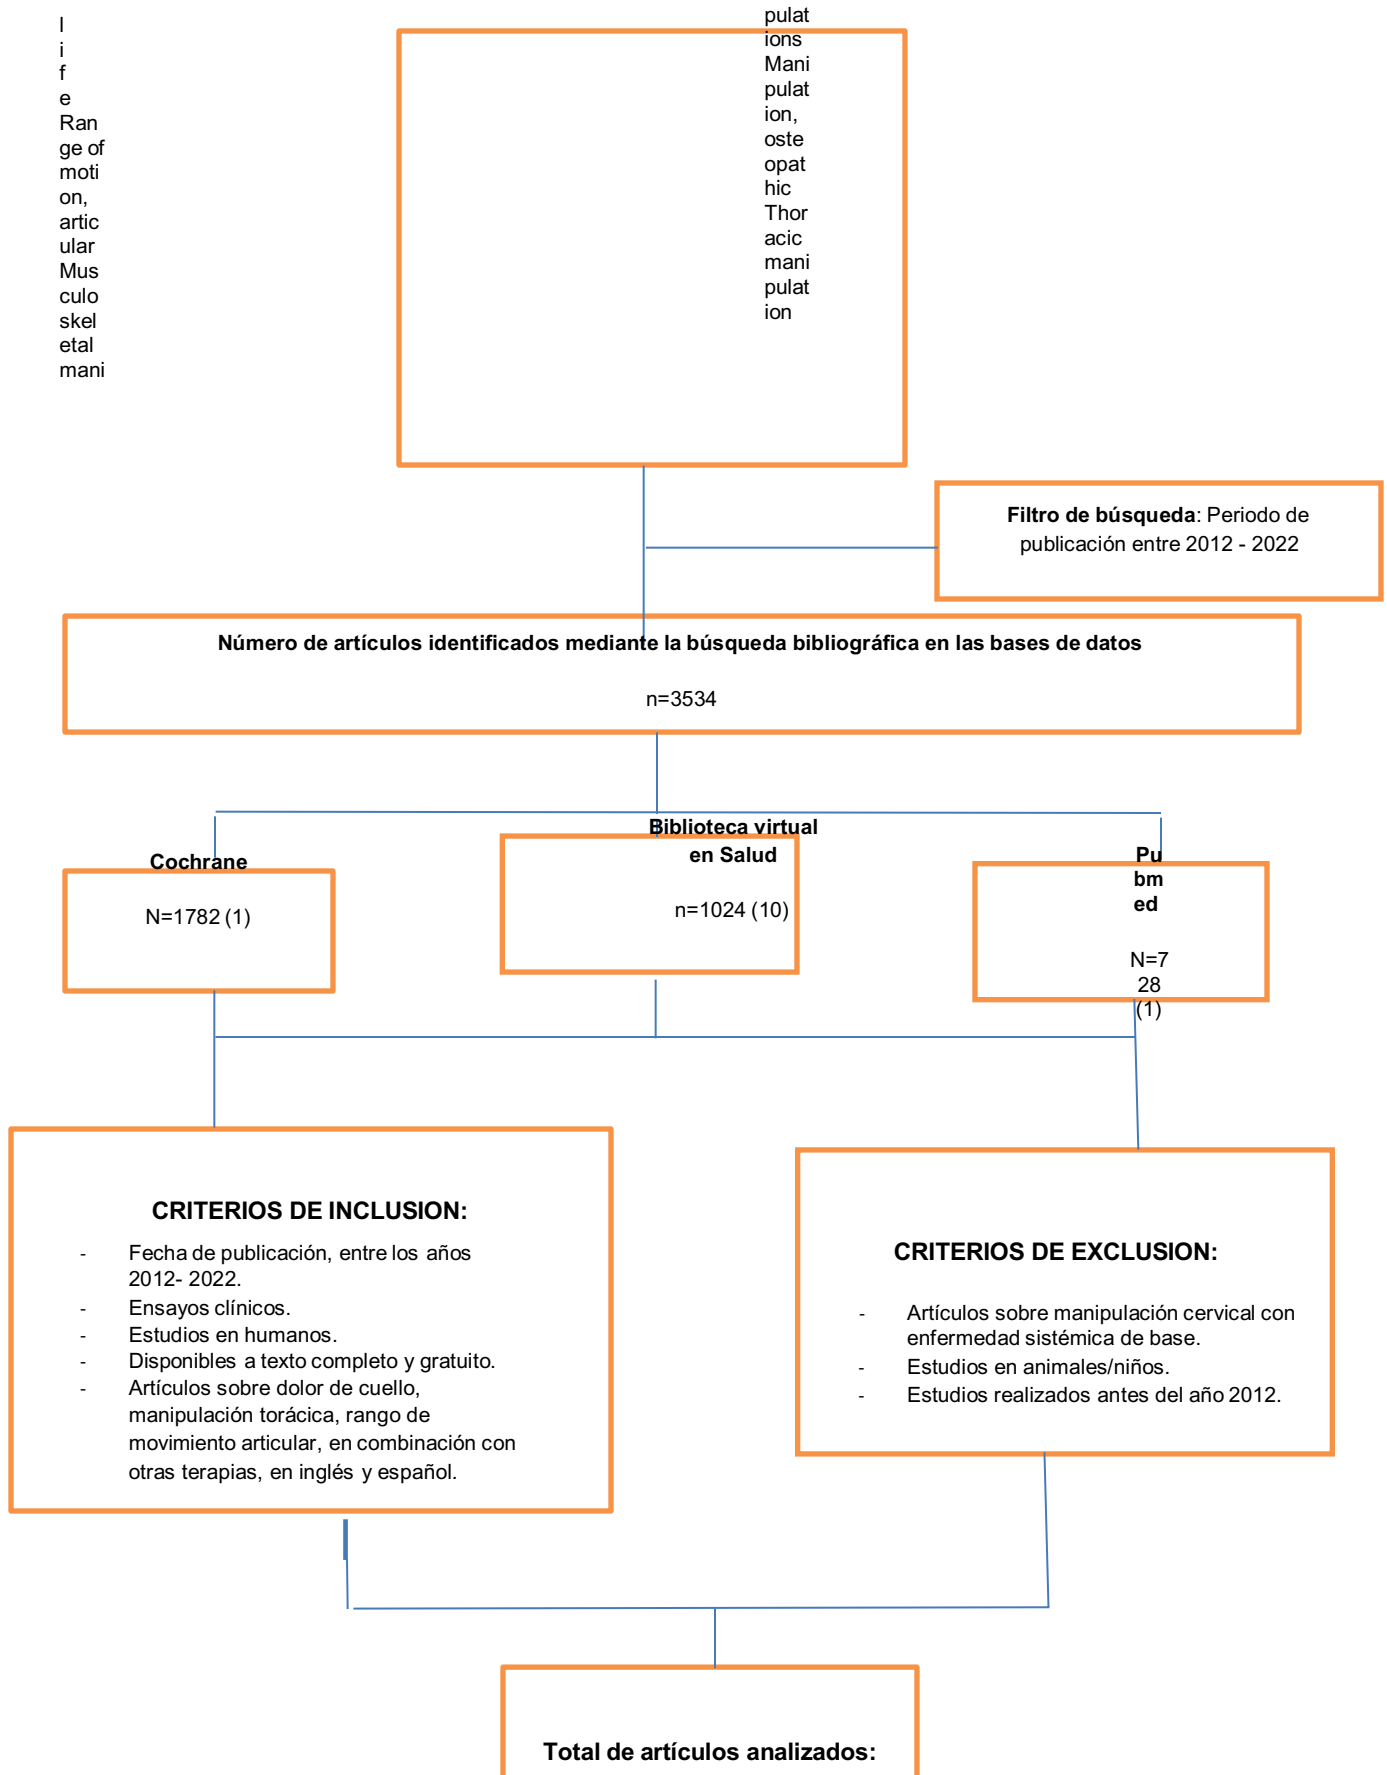 l
i
f
e
Ran
ge of
moti
on,
artic
ular
Mus
culo
skel
etal
mani
pulat
ions
Mani
pulat
ion,
oste
opat
hic
Thor
acic
mani
pulat
ion
Filtro de búsqueda: Periodo de
publicación entre 2012 - 2022
Número de artículos identificados mediante la búsqueda bibliográfica en las bases de datos
n=3534
Cochrane
N=1782 (1)
Biblioteca virtual
en Salud
n=1024 (10)
Pu
bm
ed
N=7
28
(1)
CRITERIOS DE INCLUSION:
- Fecha de publicación, entre los años
2012- 2022.
- Ensayos clínicos.
- Estudios en humanos.
- Disponibles a texto completo y gratuito.
- Artículos sobre dolor de cuello,
manipulación torácica, rango de
movimiento articular, en combinación con
otras terapias, en inglés y español.
CRITERIOS DE EXCLUSION:
- Artículos sobre manipulación cervical con
enfermedad sistémica de base.
- Estudios en animales/niños.
- Estudios realizados antes del año 2012.
Total de artículos analizados: